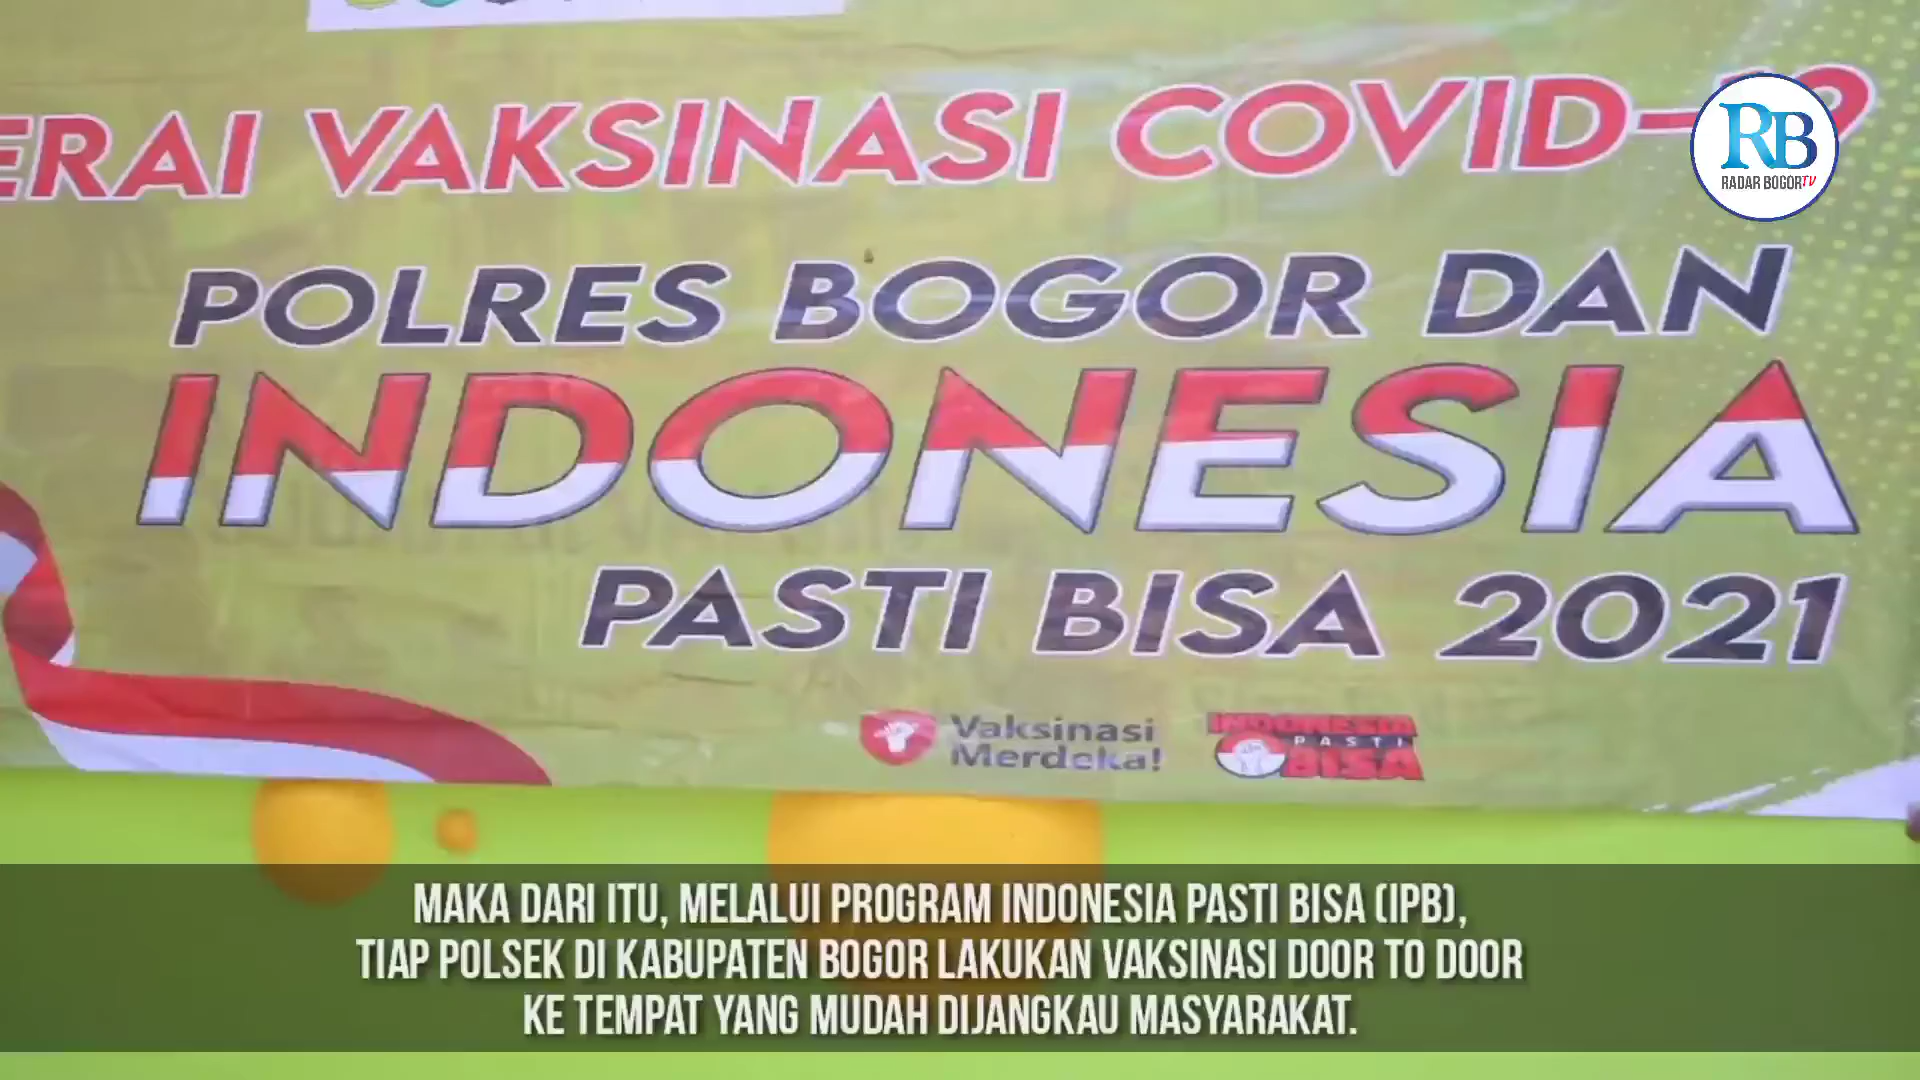 VAKSINASI COVID-19
RB
RADAR BOGOR TV
POLRES BOGOR DAN
INDONESIA
PASTI BISA 2021
Vaksinasi
Merdeka!
INDONESIA
PASTI
BISA
MAKA DARI ITU, MELALUI PROGRAM INDONESIA PASTI BISA (IPB),
TIAP POLSEK DI KABUPATEN BOGOR LAKUKAN VAKSINASI DOOR TO DOOR
KE TEMPAT YANG MUDAH DIJANGKAU MASYARAKAT.